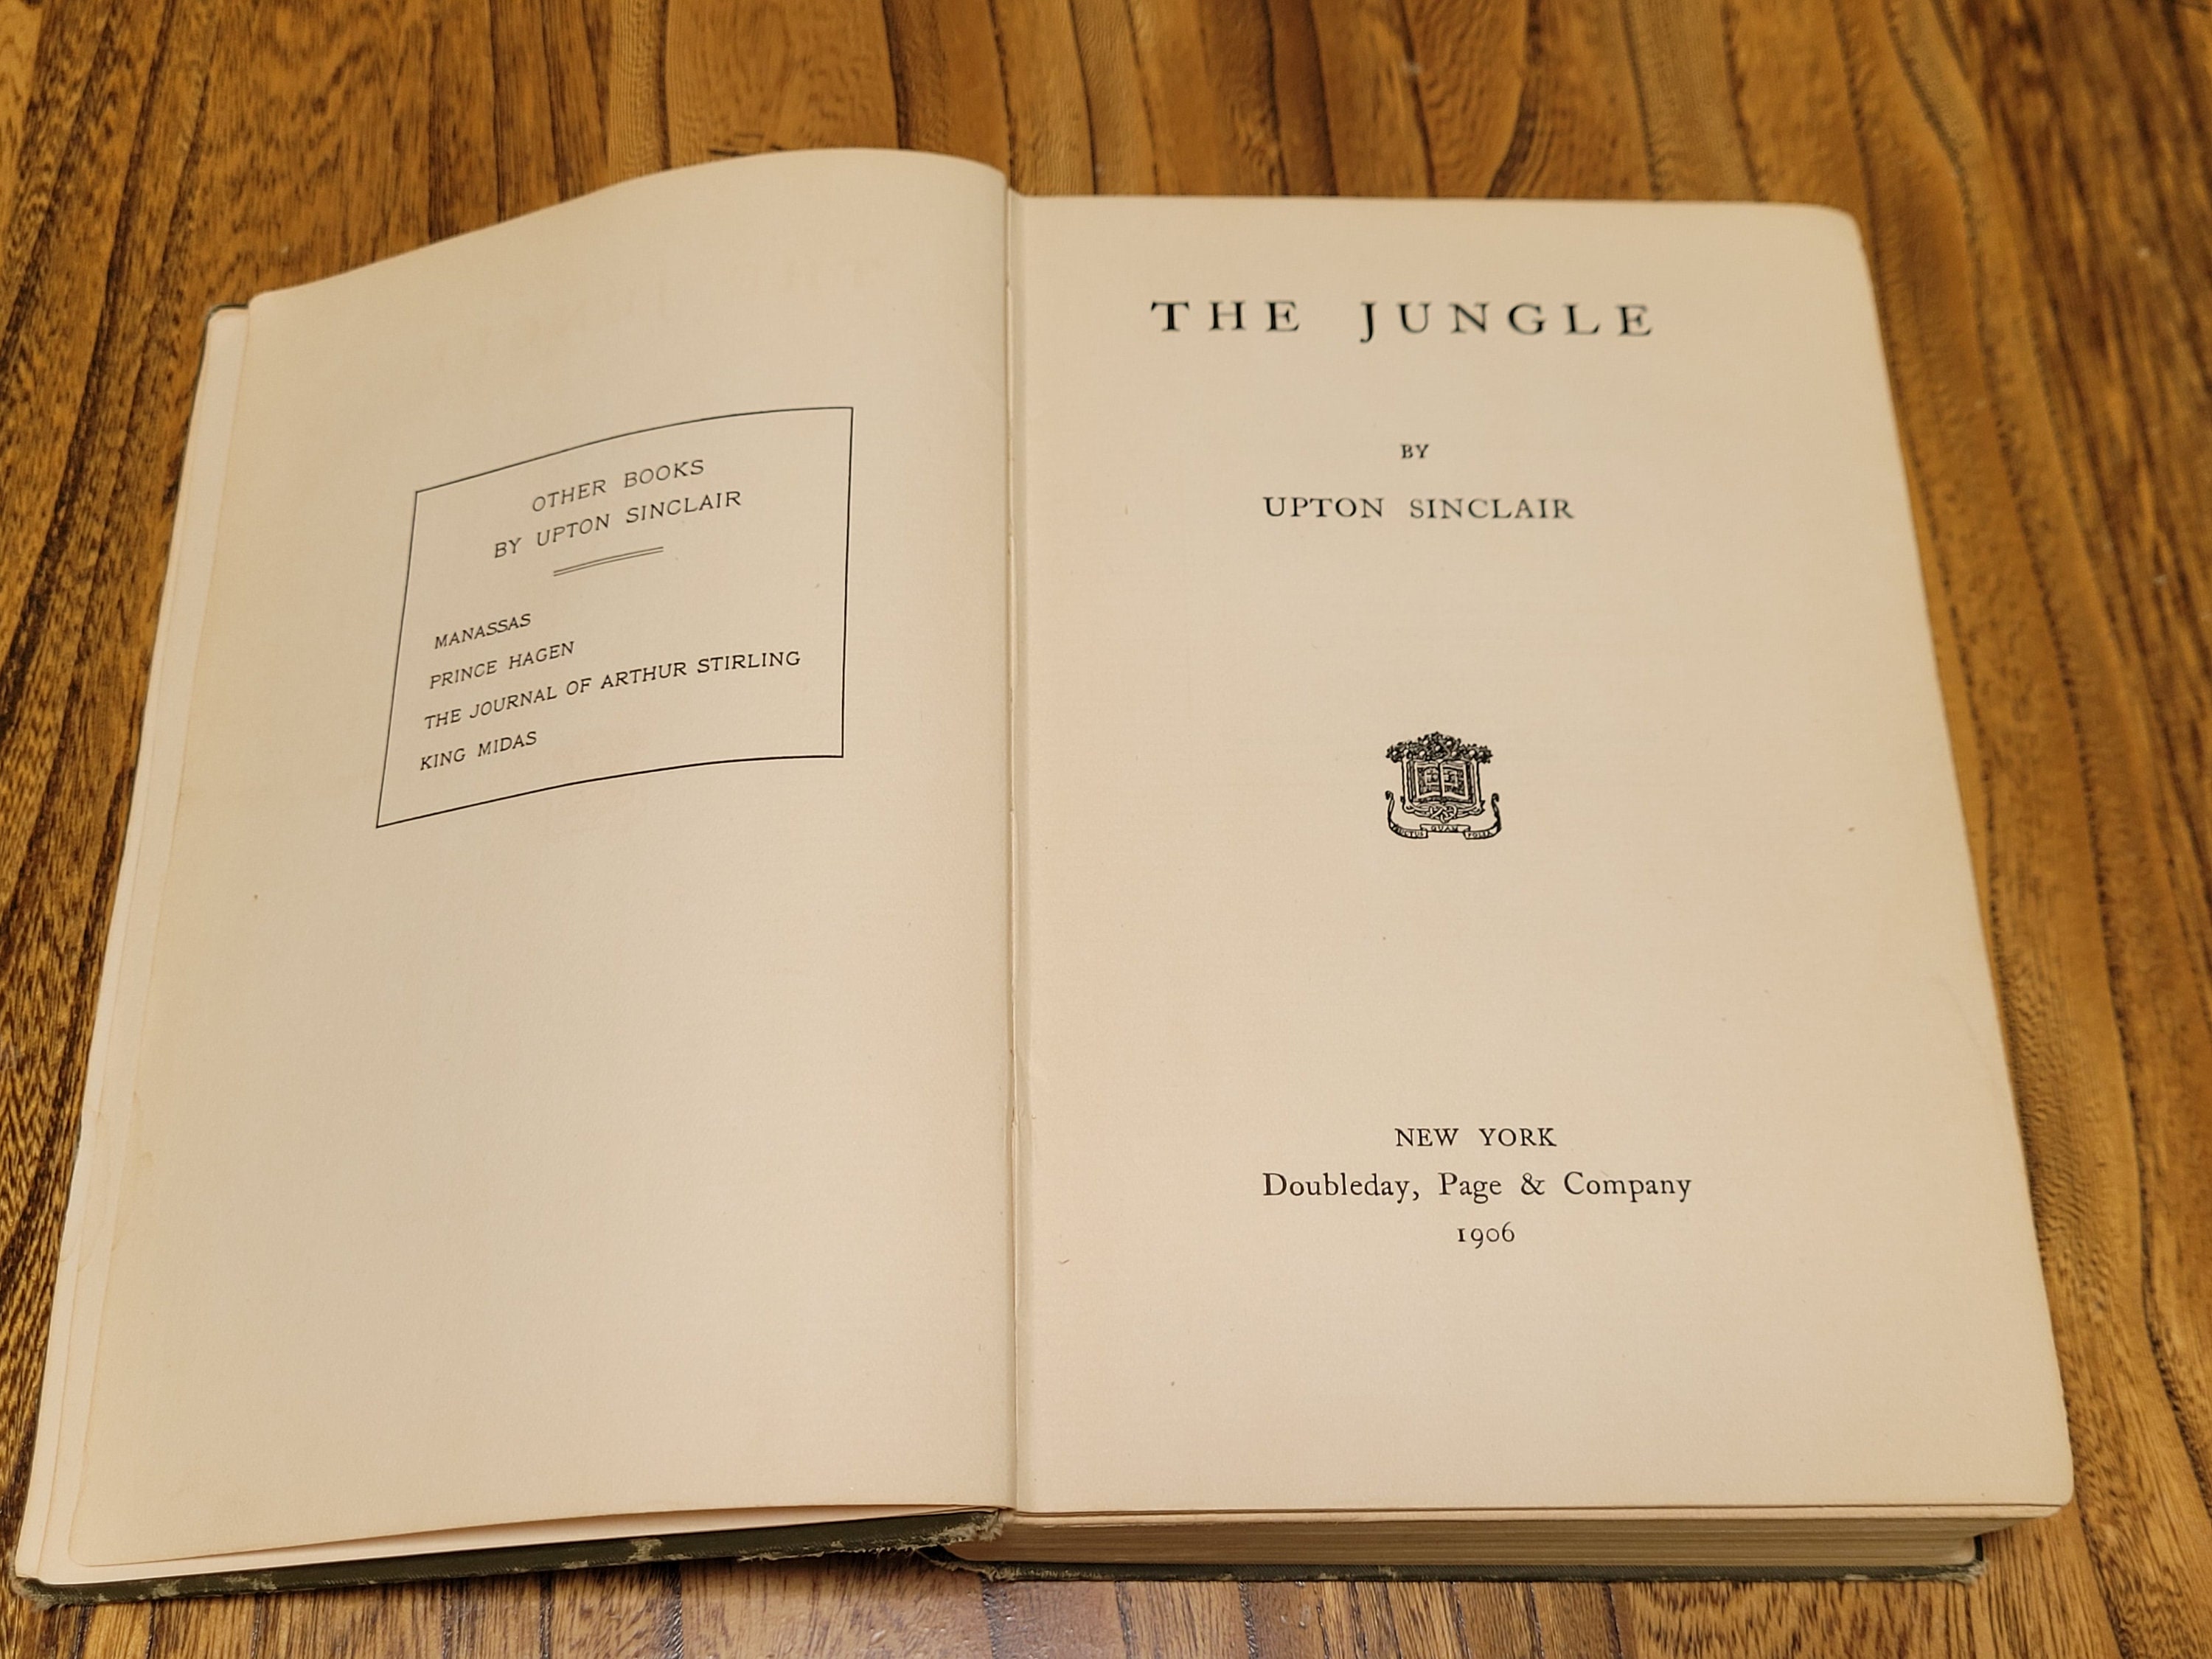 OTHER BOOKS
BY UPTON SINCLAIR
MANASSAS
PRINCE HAGEN
THE JOURNAL OF ARTHUR STIRLING
KING MIDAS
THE JUNGLE
BY
UPTON SINCLAIR
QUAM
NEW YORK
Doubleday, Page & Company
1906